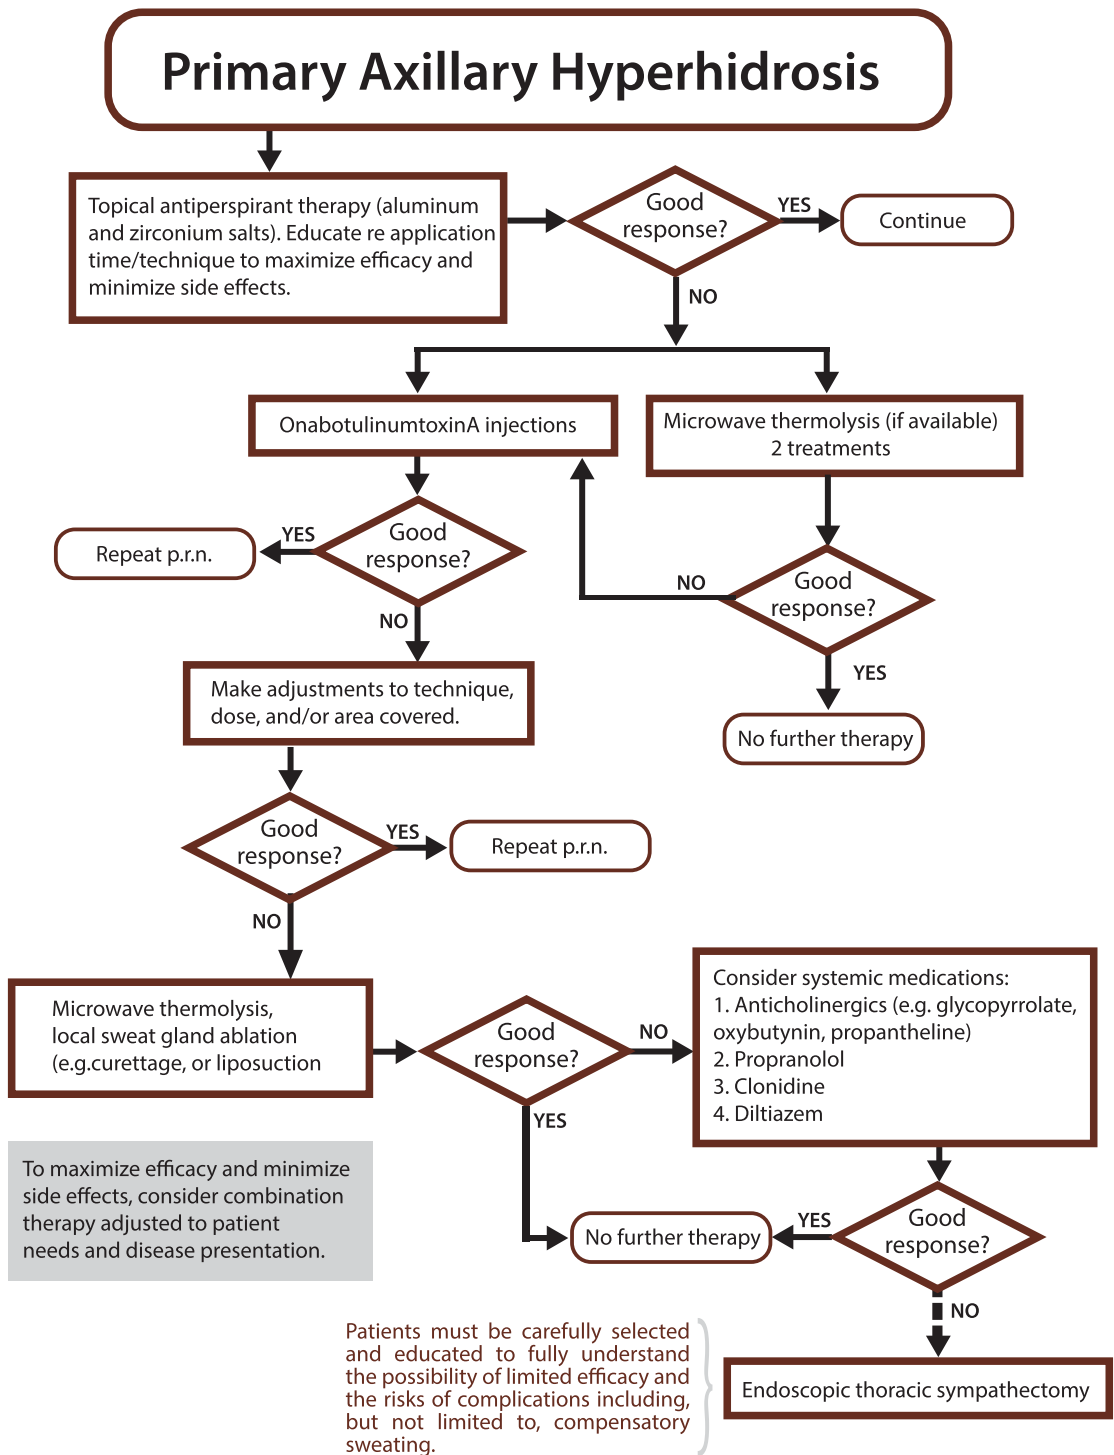 Primary Axillary Hyperhidrosis
Topical antiperspirant therapy (aluminum
and zirconium salts). Educate re application
time/technique to maximize efficacy and
minimize side effects.
Good
response?
YES
Continue
NO
OnabotulinumtoxinA injections
Microwave thermolysis (if available)
2 treatments
Good
response?
YES
Repeat p.r.n.
NO
Good
response?
NO
YES
No further therapy
Make adjustments to technique,
dose, and/or area covered.
Good
response?
YES
Repeat p.r.n.
NO
Microwave thermolysis,
local sweat gland ablation
(e.g.curettage, or liposuction
Good
response?
NO
YES
Consider systemic medications:
1. Anticholinergics (e.g. glycopyrrolate,
oxybutynin, propantheline)
2. Propranolol
3. Clonidine
4. Diltiazem
To maximize efficacy and minimize
side effects, consider combination
therapy adjusted to patient
needs and disease presentation.
No further therapy
YES
Good
response?
NO
Patients must be carefully selected
and educated to fully understand
the possibility of limited efficacy and
the risks of complications including,
but not limited to, compensatory
sweating.
Endoscopic thoracic sympathectomy